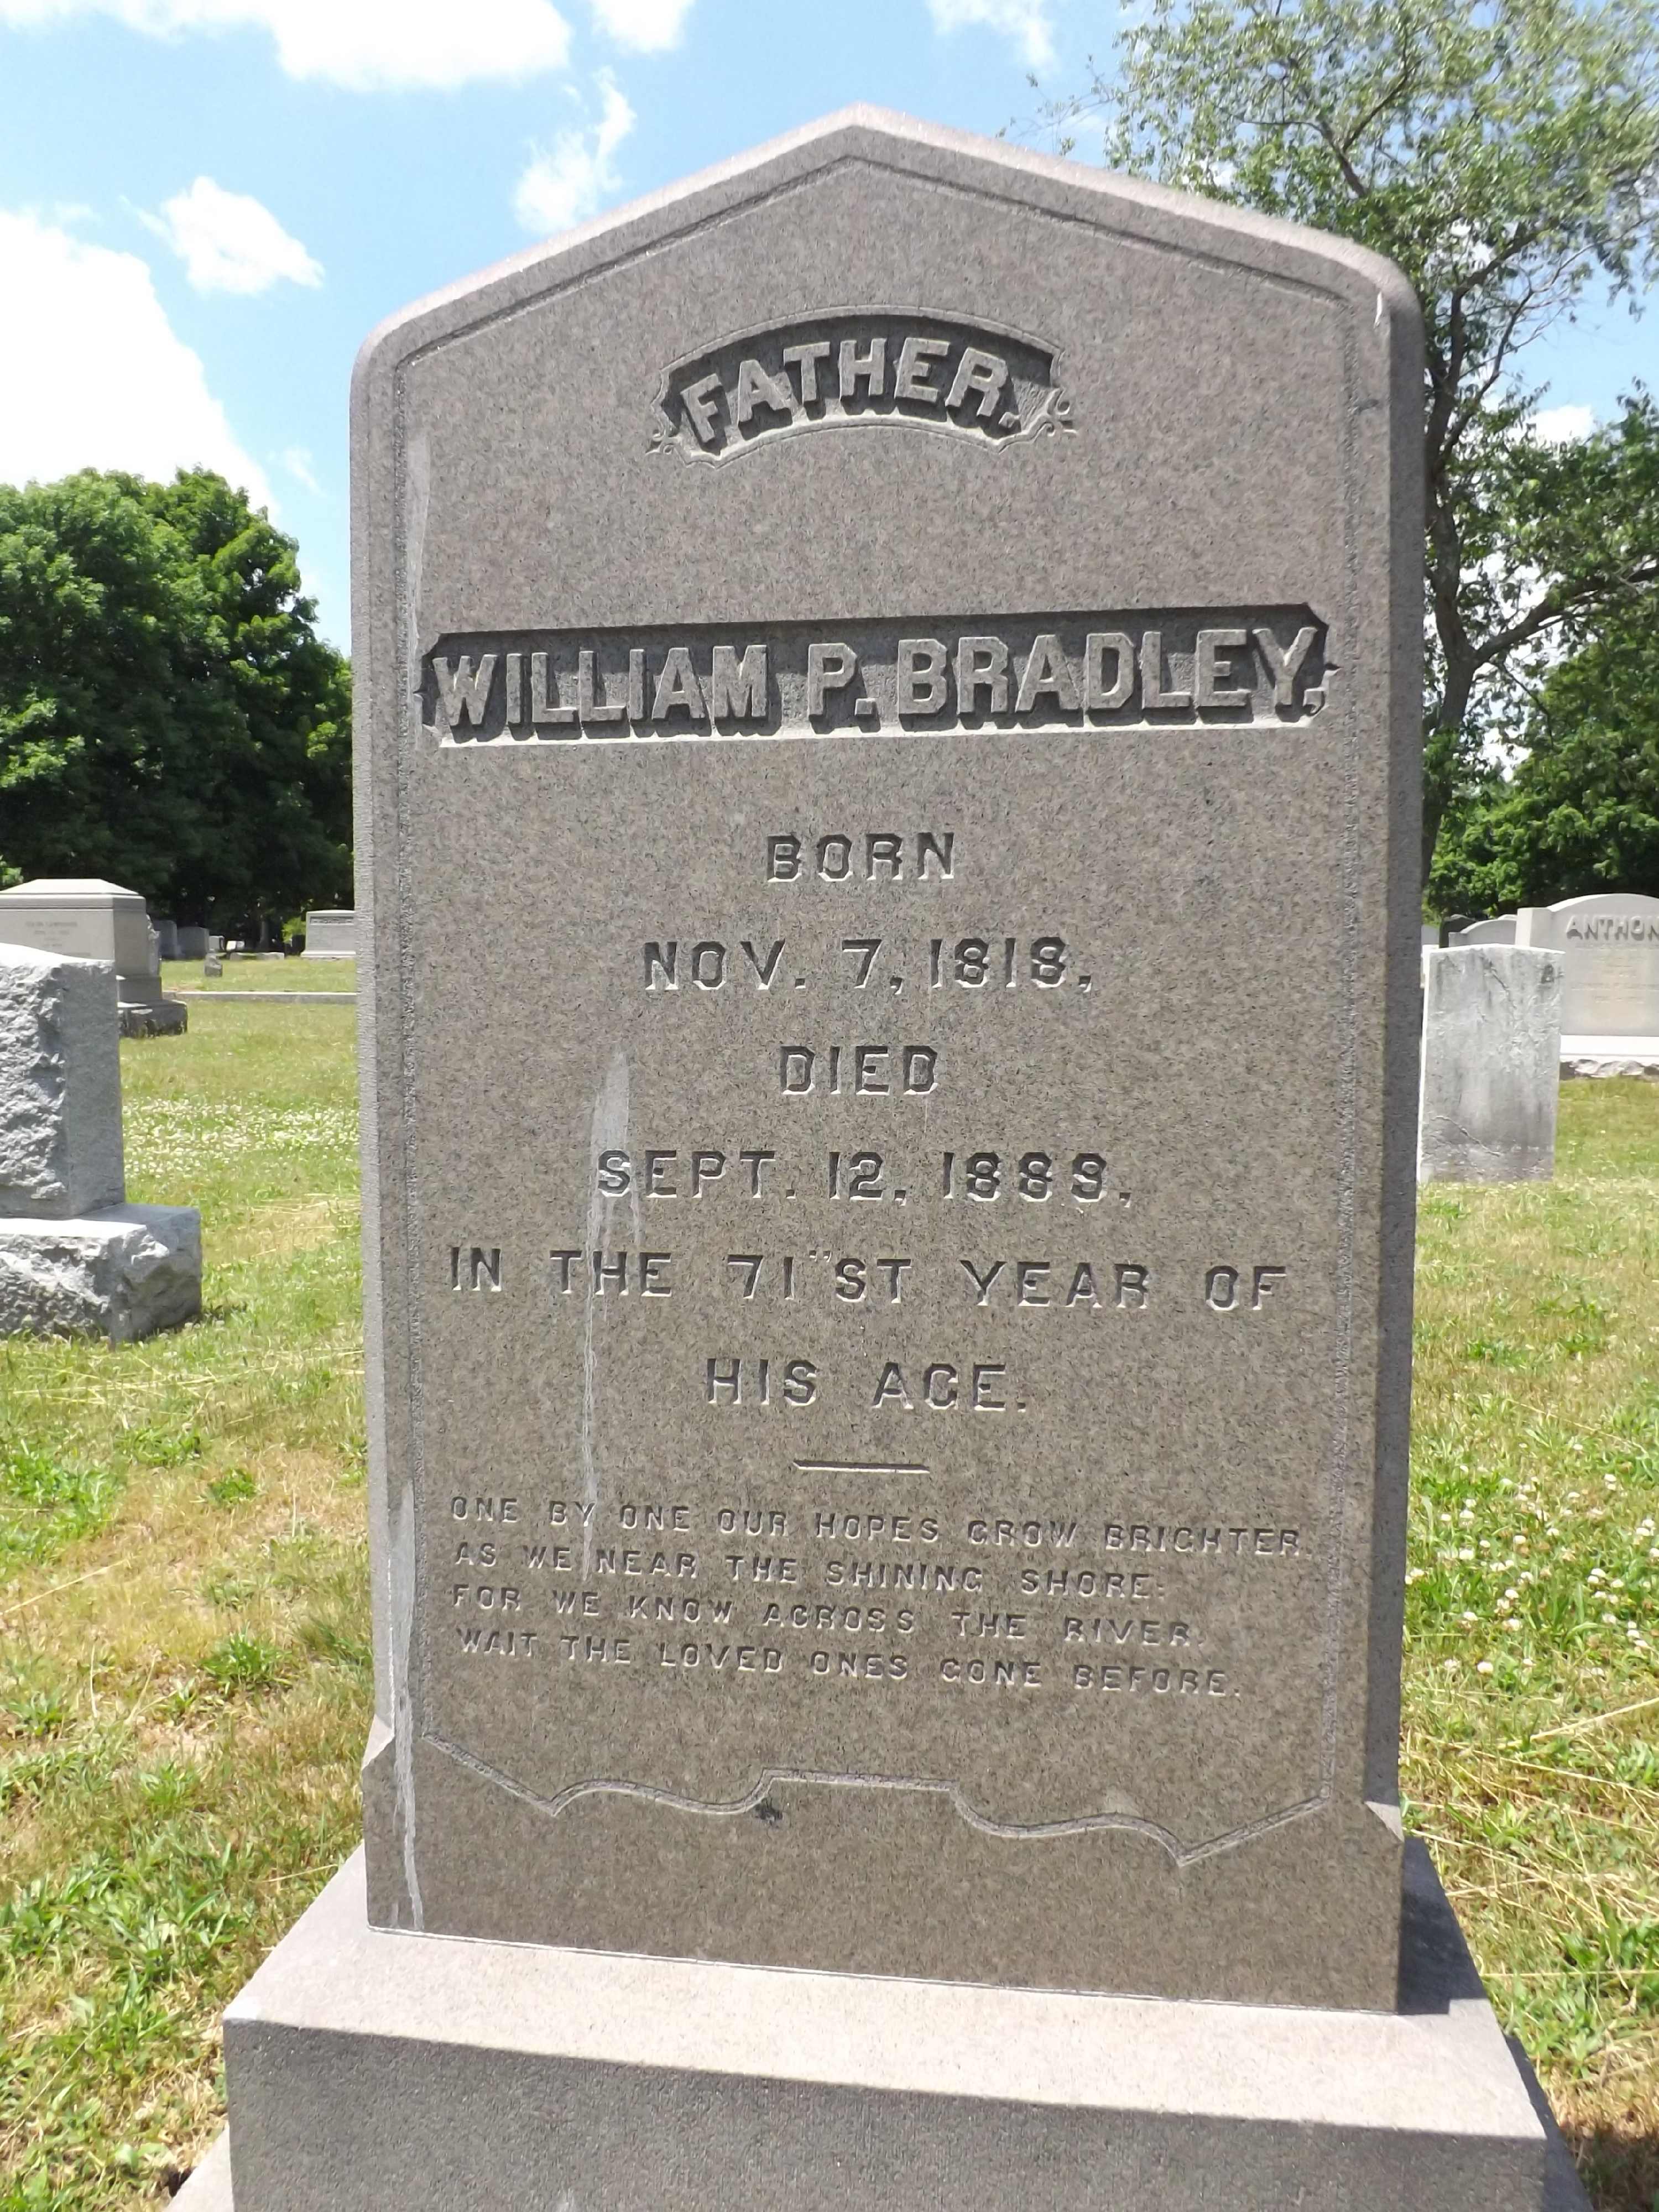 FATHER.
WILLIAM P. BRADLEY,
BORN
NOV. 7, 1818,
DIED
SEPT. 12, 1889,
IN THE 71"ST YEAR OF
HIS AGE.
ONE BY ONE OUR HOPES GROW BRIGHTER,
AS WE NEAR THE SHINING SHORE:
FOR WE KNOW ACROSS THE RIVER,
WAIT THE LOVED ONES GONE BEFORE.
ANTHON